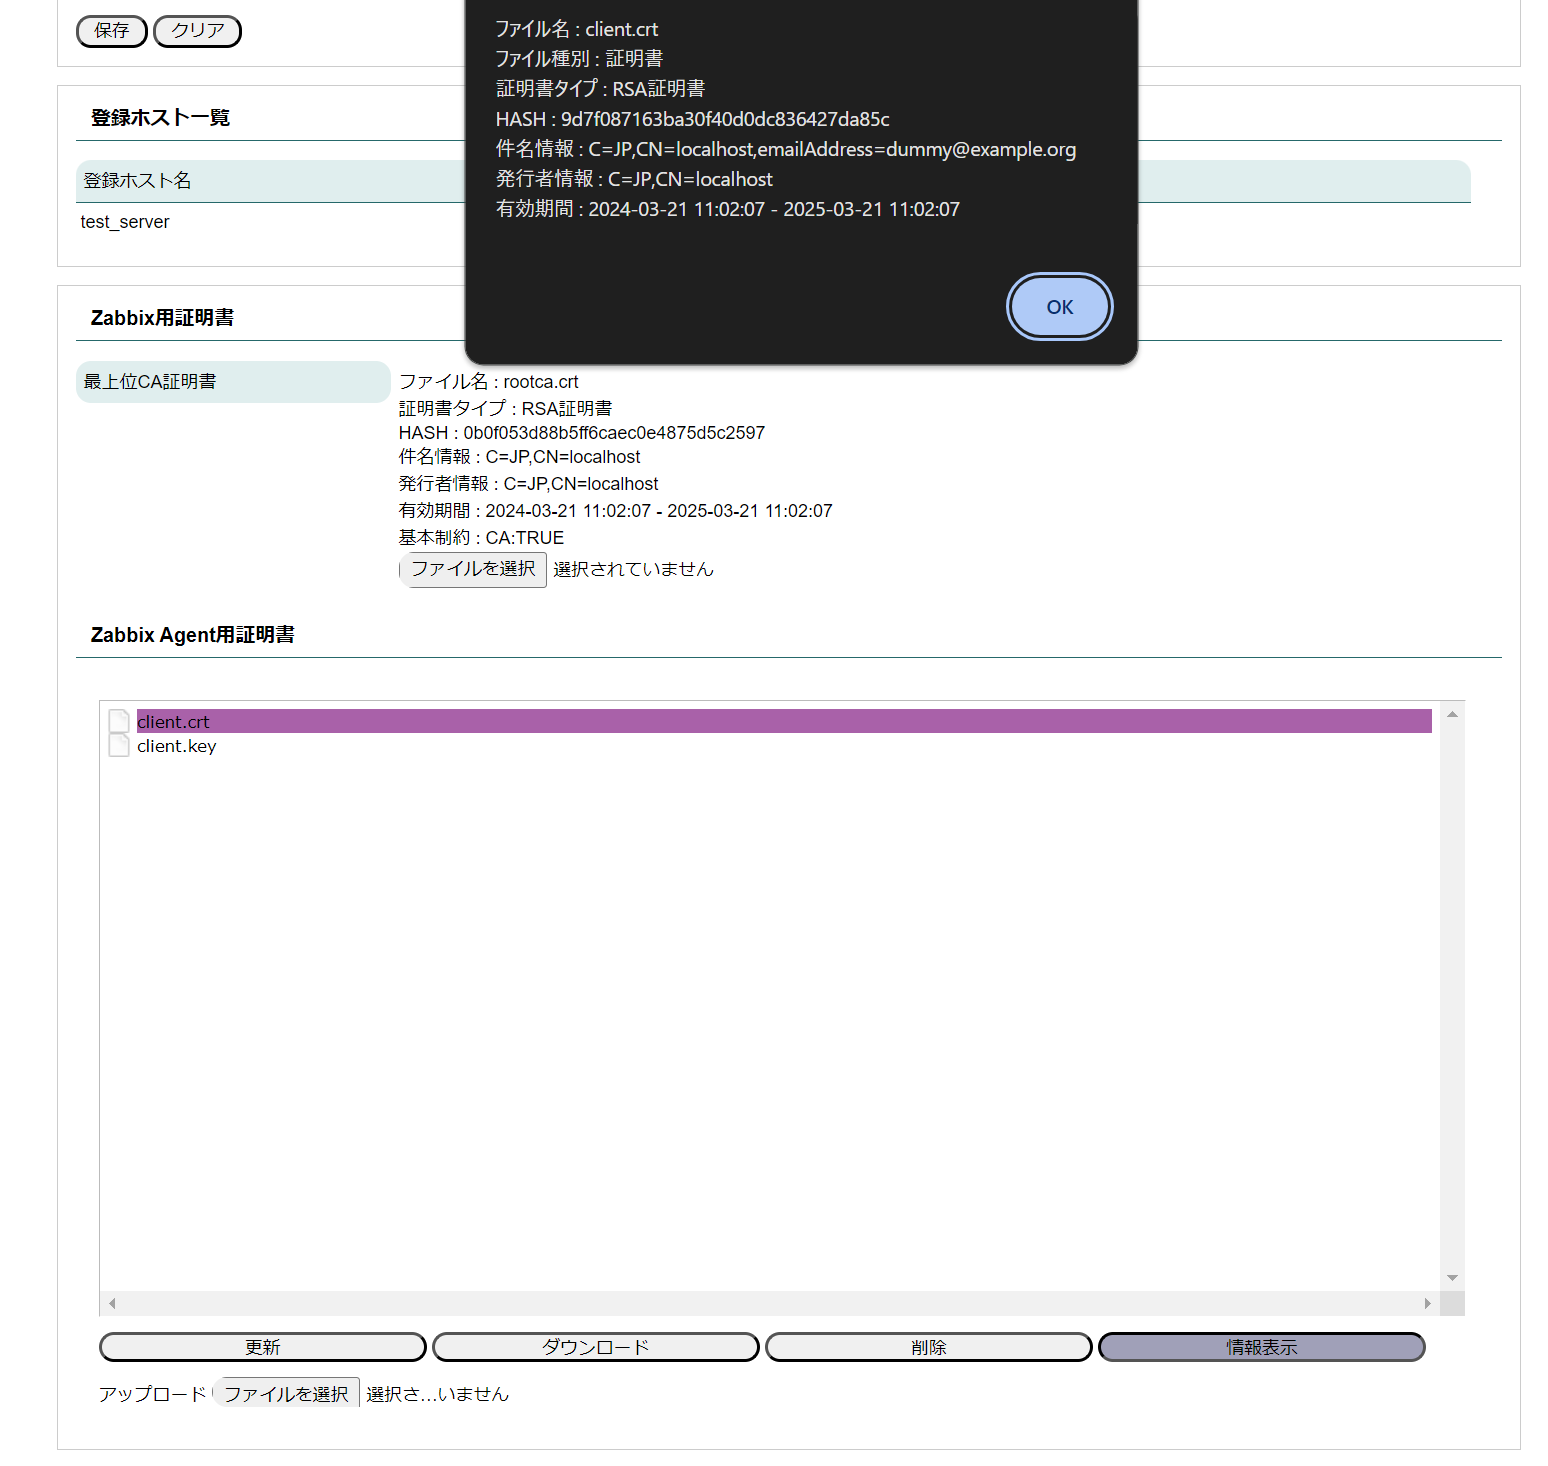 保存 クリア
ファイル名 : client.crt
ファイル種別 : 証明書
証明書タイプ : RSA証明書
HASH : 9d7f087163ba30f40d0dc836427da85c
件名情報 : C=JP,CN=localhost,emailAddress=dummy@example.org
発行者情報 : C=JP,CN=localhost
有効期間 : 2024-03-21 11:02:07 - 2025-03-21 11:02:07
OK
登録ホスト一覧
登録ホスト名
test_server
Zabbix用証明書
最上位CA証明書
ファイル名 : rootca.crt
証明書タイプ : RSA証明書
HASH : 0b0f053d88b5ff6caec0e4875d5c2597
件名情報 : C=JP,CN=localhost
発行者情報 : C=JP,CN=localhost
有効期間 : 2024-03-21 11:02:07 - 2025-03-21 11:02:07
基本制約 : CA:TRUE
ファイルを選択 選択されていません
Zabbix Agent用証明書
client.crt
client.key
更新 ダウンロード 削除 情報表示
アップロード ファイルを選択 選択さ...いません